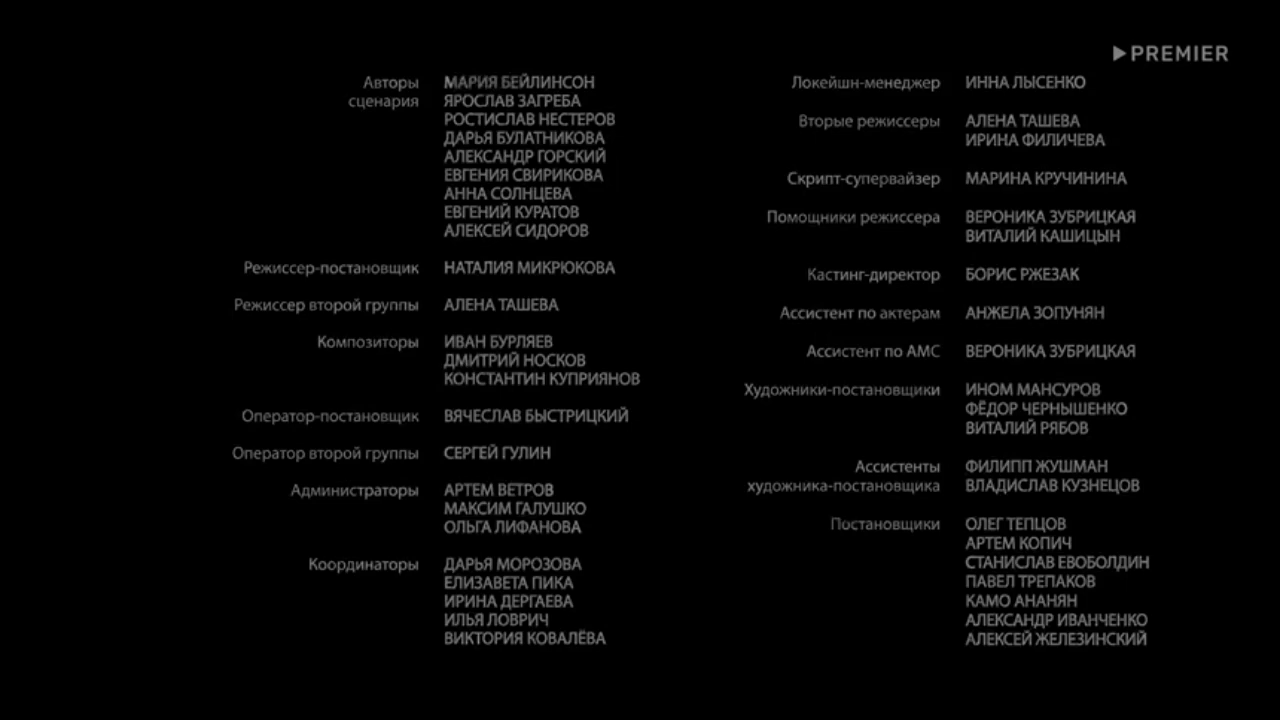 PREMIER
Авторы МАРИЯ БЕЙЛИНСОН
сценария ЯРОСЛАВ ЗАГРЕБА
РОСТИСЛАВ НЕСТЕРОВ
ДАРЬЯ БУЛАТНИКОВА
АЛЕКСАНДР ГОРСКИЙ
ЕВГЕНИЯ СВИРИКОВА
АННА СОЛНЦЕВА
ЕВГЕНИЙ КУРАТОВ
АЛЕКСЕЙ СИДОРОВ
Режиссер-постановщик НАТАЛИЯ МИКРЮКОВА
Режиссер второй группы АЛЕНА ТАШЕВА
Композиторы ИВАН БУРЛЯЕВ
ДМИТРИЙ НОСКОВ
КОНСТАНТИН КУПРИЯНОВ
Оператор-постановщик ВЯЧЕСЛАВ БЫСТРИЦКИЙ
Оператор второй группы СЕРГЕЙ ГУЛИН
Администраторы АРТЕМ ВЕТРОВ
МАКСИМ ГАЛУШКО
ОЛЬГА ЛИФАНОВА
Координаторы ДАРЬЯ МОРОЗОВА
ЕЛИЗАВЕТА ПИКА
ИРИНА ДЕРГАЕВА
ИЛЬЯ ЛОВРИЧ
ВИКТОРИЯ КОВАЛЁВА
Локейшн-менеджер ИННА ЛЫСЕНКО
Вторые режиссеры АЛЕНА ТАШЕВА
ИРИНА ФИЛИЧЕВА
Скрипт-супервайзер МАРИНА КРУЧИНИНА
Помощники режиссера ВЕРОНИКА ЗУБРИЦКАЯ
ВИТАЛИЙ КАШИЦЫН
Кастинг-директор БОРИС РЖЕЗАК
Ассистент по актерам АНЖЕЛА ЗОПУНЯН
Ассистент по АМС ВЕРОНИКА ЗУБРИЦКАЯ
Художники-постановщики ИНОМ МАНСУРОВ
ФЁДОР ЧЕРНЫШЕНКО
ВИТАЛИЙ РЯБОВ
Ассистенты ФИЛИПП ЖУШМАН
художника-постановщика ВЛАДИСЛАВ КУЗНЕЦОВ
Постановщики ОЛЕГ ТЕПЦОВ
АРТЕМ КОПИЧ
СТАНИСЛАВ ЕВОБОЛДИН
ПАВЕЛ ТРЕПАКОВ
КАМО АНАНЯН
АЛЕКСАНДР ИВАНЧЕНКО
АЛЕКСЕЙ ЖЕЛЕЗИНСКИЙ